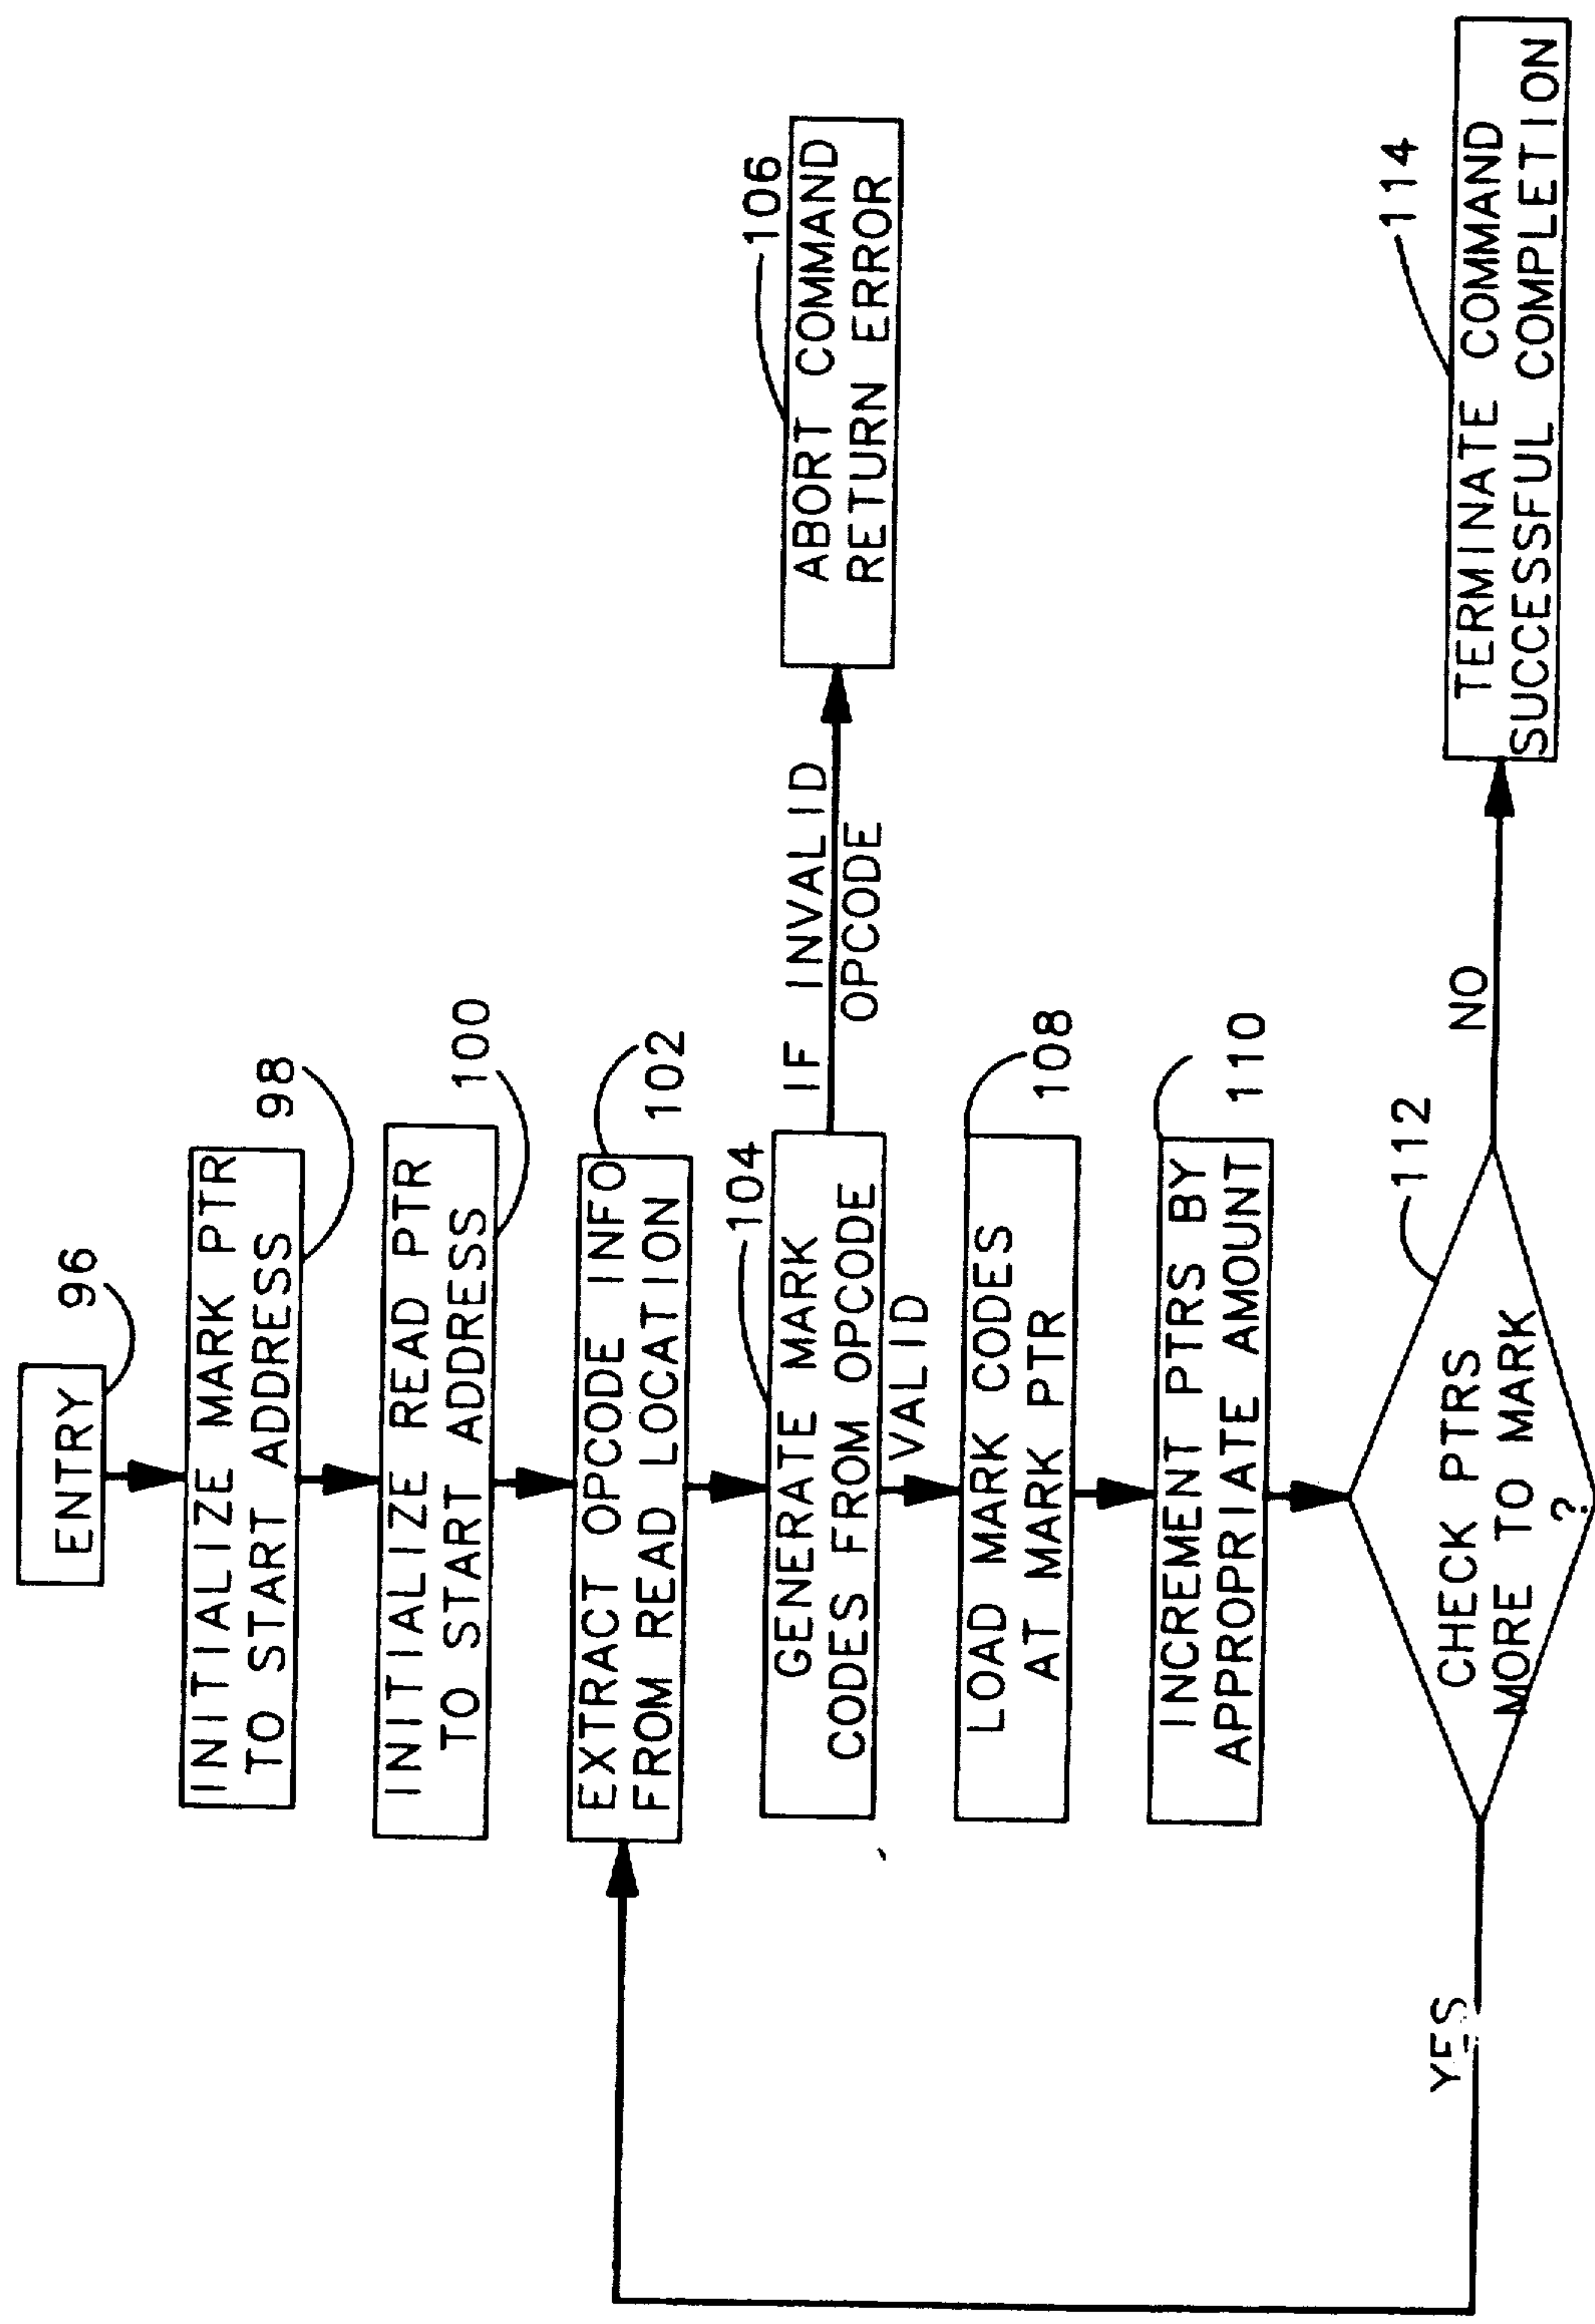 ENTRY
96
INITIALIZE MARK PTR
TO START ADDRESS
98
INITIALIZE READ PTR
TO START ADDRESS
100
EXTRACT OPCODE INFO
FROM READ LOCATION
102
104
GENERATE MARK
CODES FROM OPCODE
IF INVALID
OPCODE
106
ABORT COMMAND
RETURN ERROR
VALID
LOAD MARK CODES
AT MARK PTR
108
INCREMENT PTRS BY
APPROPRIATE AMOUNT
110
112
CHECK PTRS
MORE TO MARK
?
YES
NO
114
TERMINATE COMMAND
SUCCESSFUL COMPLETION